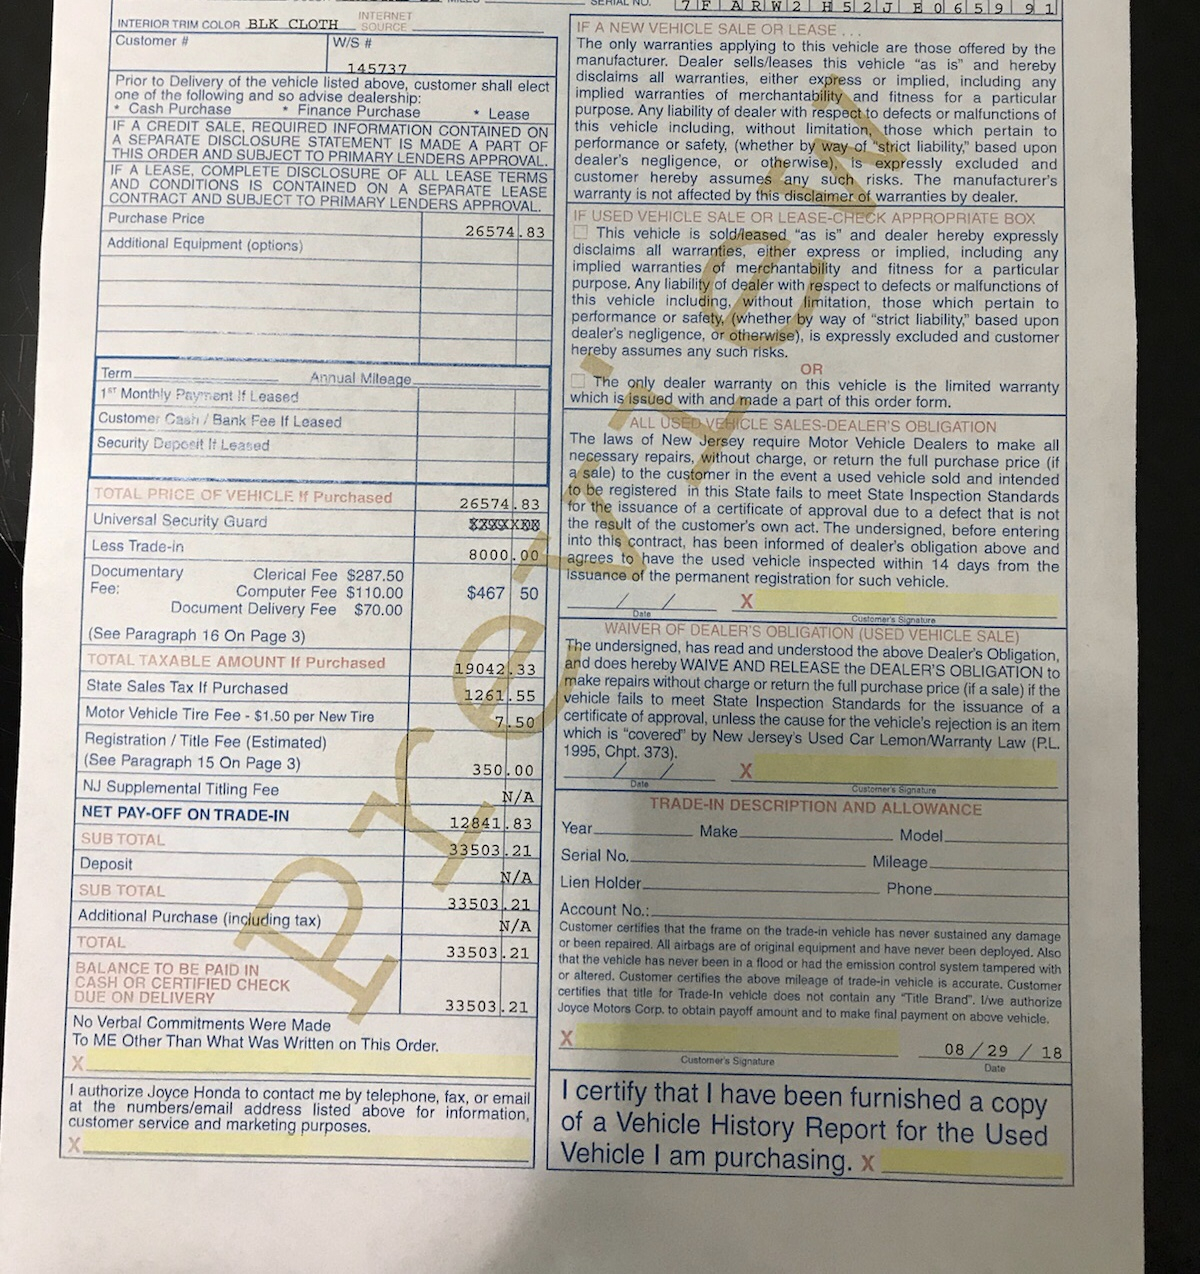 SERIAL NO. 7 F A R W 2 H 5 2 J E 0 6 5 9 9 1
INTERIOR TRIM COLOR BLK CLOTH INTERNET SOURCE
Customer # W/S #
145737
Prior to Delivery of the vehicle listed above, customer shall elect
one of the following and so advise dealership:
* Cash Purchase * Finance Purchase * Lease
IF A CREDIT SALE, REQUIRED INFORMATION CONTAINED ON
A SEPARATE DISCLOSURE STATEMENT IS MADE A PART OF
THIS ORDER AND SUBJECT TO PRIMARY LENDERS APPROVAL.
IF A LEASE, COMPLETE DISCLOSURE OF ALL LEASE TERMS
AND CONDITIONS IS CONTAINED ON A SEPARATE LEASE
CONTRACT AND SUBJECT TO PRIMARY LENDERS APPROVAL.
Purchase Price 26574.83
Additional Equipment (options)
Term Annual Mileage
1ST Monthly Payment If Leased
Customer Cash / Bank Fee If Leased
Security Deposit If Leased
TOTAL PRICE OF VEHICLE If Purchased 26574.83
Universal Security Guard
Less Trade-in 8000.00
Documentary Fee: Clerical Fee $287.50
Computer Fee $110.00 $467 50
Document Delivery Fee $70.00
(See Paragraph 16 On Page 3)
TOTAL TAXABLE AMOUNT If Purchased 19042.33
State Sales Tax If Purchased 1261.55
Motor Vehicle Tire Fee - $1.50 per New Tire 7.50
Registration / Title Fee (Estimated)
(See Paragraph 15 On Page 3) 350.00
NJ Supplemental Titling Fee N/A
NET PAY-OFF ON TRADE-IN 12841.83
SUB TOTAL 33503.21
Deposit N/A
SUB TOTAL 33503.21
Additional Purchase (including tax) N/A
TOTAL 33503.21
BALANCE TO BE PAID IN
CASH OR CERTIFIED CHECK
DUE ON DELIVERY 33503.21
No Verbal Commitments Were Made
To ME Other Than What Was Written on This Order.
X
I authorize Joyce Honda to contact me by telephone, fax, or email
at the numbers/email address listed above for information,
customer service and marketing purposes.
X
IF A NEW VEHICLE SALE OR LEASE . . .
The only warranties applying to this vehicle are those offered by the
manufacturer. Dealer sells/leases this vehicle “as is” and hereby
disclaims all warranties, either express or implied, including any
implied warranties of merchantability and fitness for a particular
purpose. Any liability of dealer with respect to defects or malfunctions of
this vehicle including, without limitation, those which pertain to
performance or safety, (whether by way of “strict liability,” based upon
dealer's negligence, or otherwise), is expressly excluded and
customer hereby assumes any such risks. The manufacturer's
warranty is not affected by this disclaimer of warranties by dealer.
IF USED VEHICLE SALE OR LEASE-CHECK APPROPRIATE BOX
This vehicle is sold/leased “as is” and dealer hereby expressly
disclaims all warranties, either express or implied, including any
implied warranties of merchantability and fitness for a particular
purpose. Any liability of dealer with respect to defects or malfunctions of
this vehicle including, without limitation, those which pertain to
performance or safety, (whether by way of “strict liability,” based upon
dealer's negligence, or otherwise), is expressly excluded and customer
hereby assumes any such risks.
OR
The only dealer warranty on this vehicle is the limited warranty
which is issued with and made a part of this order form.
ALL USED VEHICLE SALES-DEALER'S OBLIGATION
The laws of New Jersey require Motor Vehicle Dealers to make all
necessary repairs, without charge, or return the full purchase price (if
a sale) to the customer in the event a used vehicle sold and intended
to be registered in this State fails to meet State Inspection Standards
for the issuance of a certificate of approval due to a defect that is not
the result of the customer's own act. The undersigned, before entering
into this contract, has been informed of dealer's obligation above and
agrees to have the used vehicle inspected within 14 days from the
issuance of the permanent registration for such vehicle.
/ / X
Date Customer's Signature
WAIVER OF DEALER'S OBLIGATION (USED VEHICLE SALE)
The undersigned, has read and understood the above Dealer's Obligation,
and does hereby WAIVE AND RELEASE the DEALER'S OBLIGATION to
make repairs without charge or return the full purchase price (if a sale) if the
vehicle fails to meet State Inspection Standards for the issuance of a
certificate of approval, unless the cause for the vehicle's rejection is an item
which is “covered” by New Jersey's Used Car Lemon/Warranty Law (P.L.
1995, Chpt. 373).
/ / X
Date Customer's Signature
TRADE-IN DESCRIPTION AND ALLOWANCE
Year Make Model
Serial No. Mileage
Lien Holder Phone
Account No.:
Customer certifies that the frame on the trade-in vehicle has never sustained any damage
or been repaired. All airbags are of original equipment and have never been deployed. Also
that the vehicle has never been in a flood or had the emission control system tampered with
or altered. Customer certifies the above mileage of trade-in vehicle is accurate. Customer
certifies that title for Trade-In vehicle does not contain any “Title Brand”. I/we authorize
Joyce Motors Corp. to obtain payoff amount and to make final payment on above vehicle.
X 08 / 29 / 18
Customer's Signature Date
I certify that I have been furnished a copy
of a Vehicle History Report for the Used
Vehicle I am purchasing. X
Preview